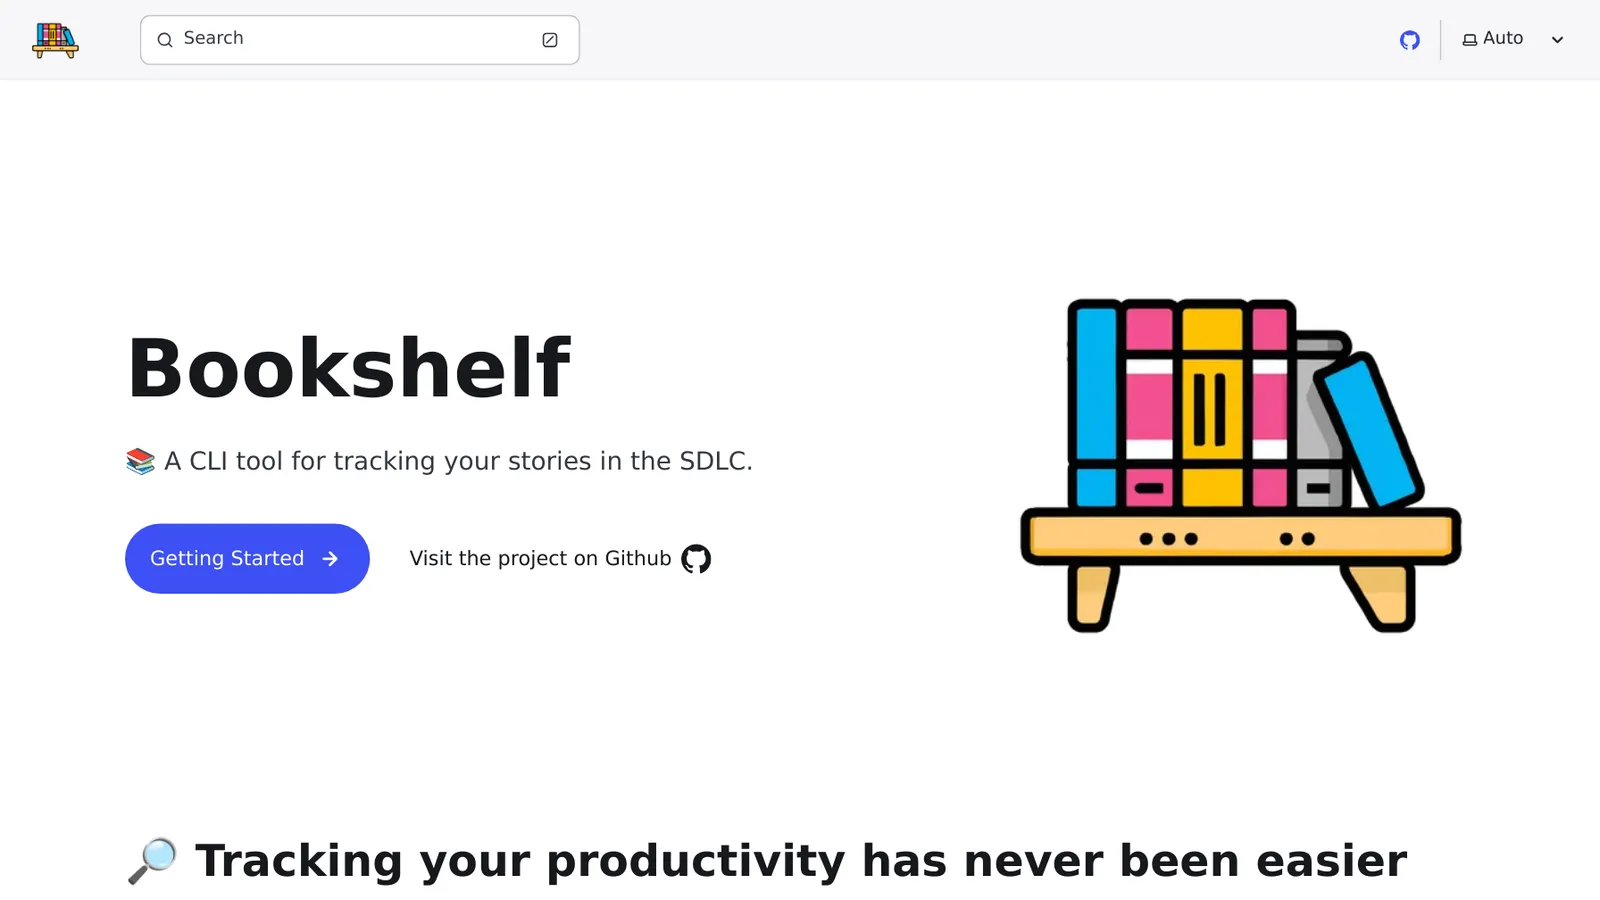 Search
Auto
Bookshelf
📚 A CLI tool for tracking your stories in the SDLC.
Getting Started
Visit the project on Github
🔎 Tracking your productivity has never been easier